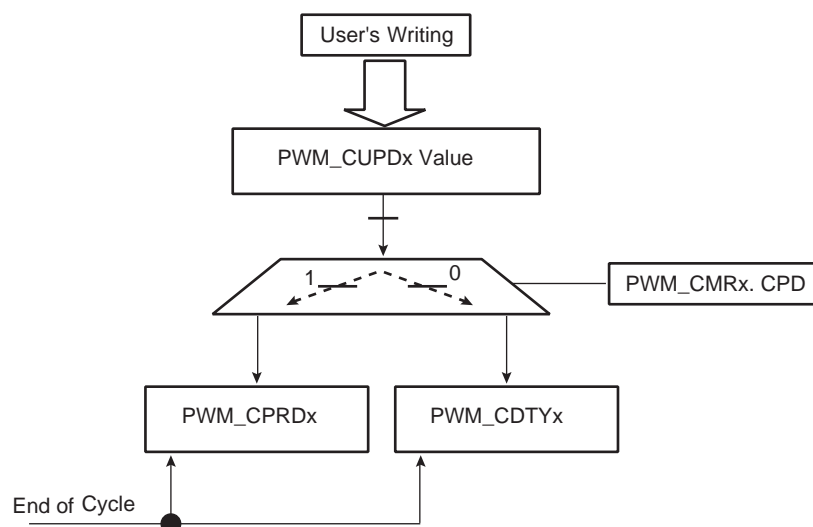 User's Writing
PWM_CUPDx Value
1
0
PWM_CMRx. CPD
PWM_CPRDx
PWM_CDTYx
End of Cycle